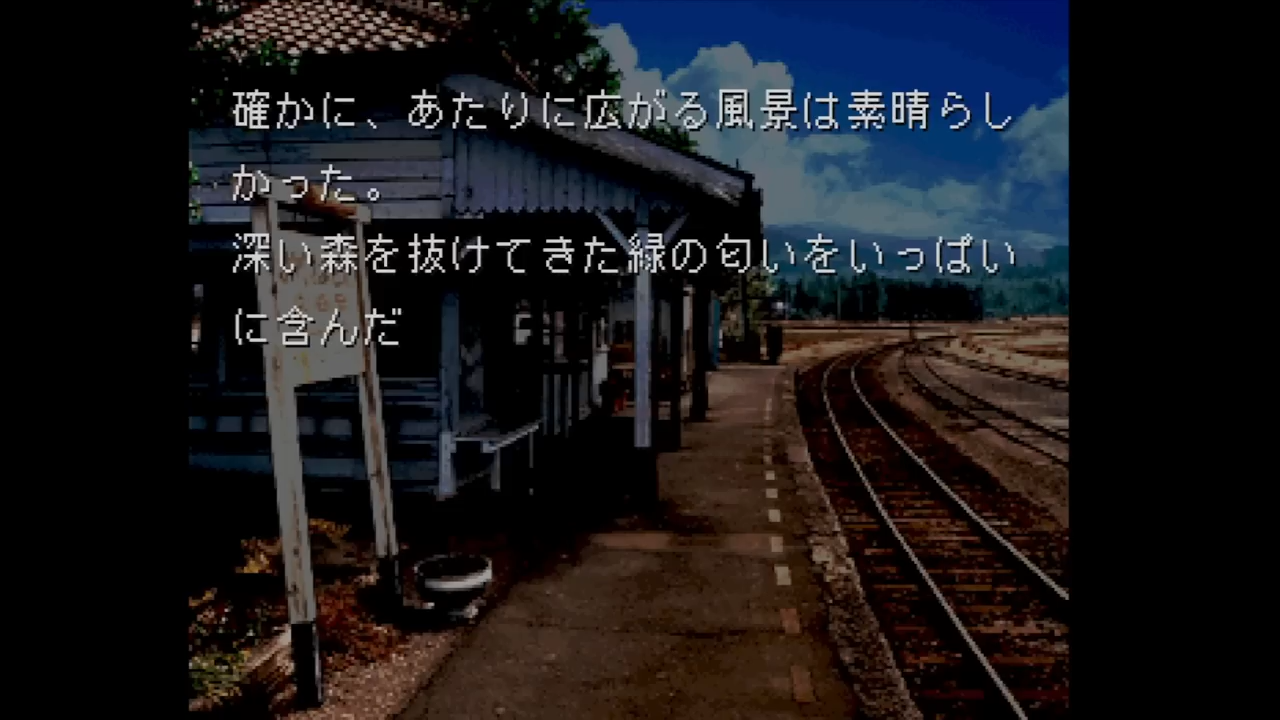 確かに、あたりに広がる風景は素晴らし
かった。
深い森を抜けてきた緑の匂いをいっぱい
に含んだ